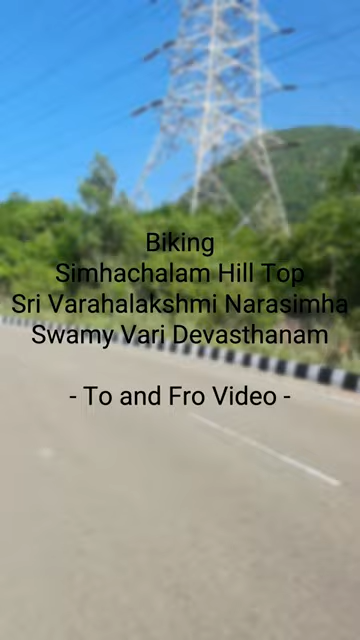 Biking
Simhachalam Hill Top
Sri Varahalakshmi Narasimha
Swamy Vari Devasthanam
- To and Fro Video -